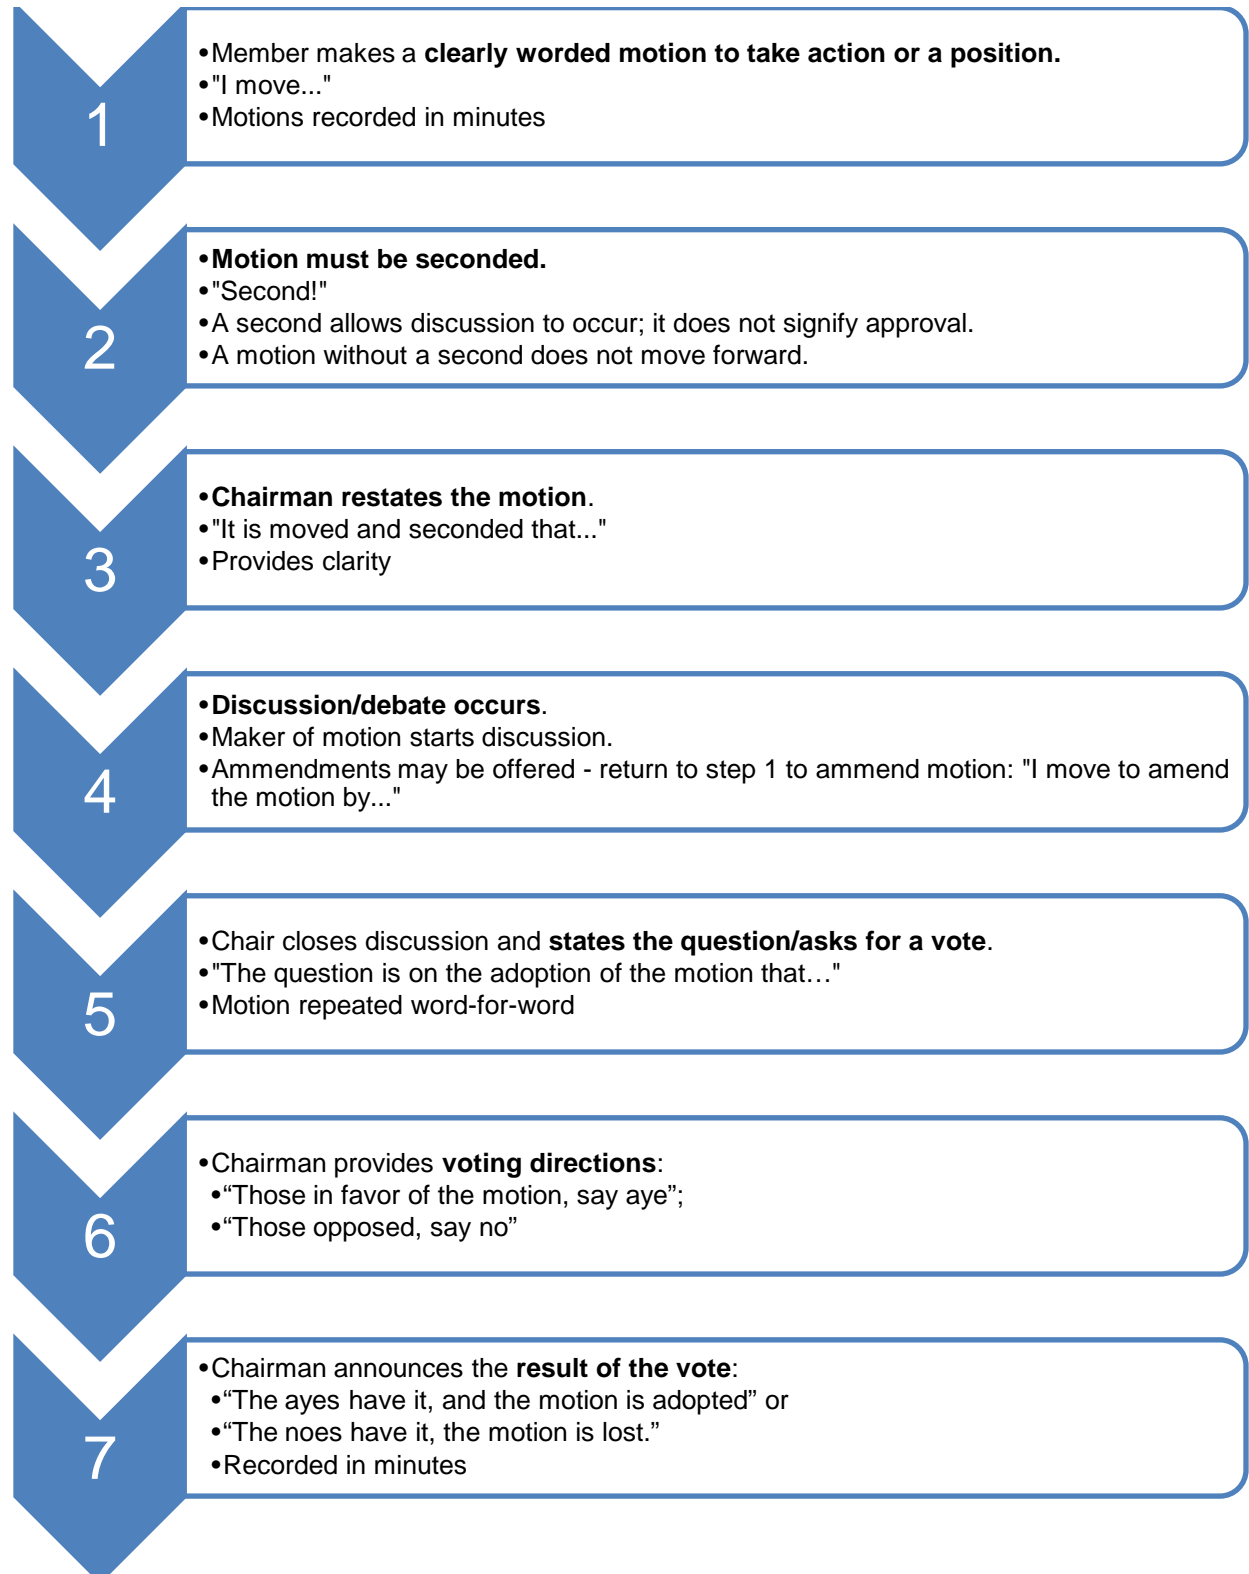 1
•Member makes a clearly worded motion to take action or a position.
•"I move..."
•Motions recorded in minutes
2
•Motion must be seconded.
•"Second!"
•A second allows discussion to occur; it does not signify approval.
•A motion without a second does not move forward.
3
•Chairman restates the motion.
•"It is moved and seconded that..."
•Provides clarity
4
•Discussion/debate occurs.
•Maker of motion starts discussion.
•Ammendments may be offered - return to step 1 to ammend motion: "I move to amend
the motion by..."
5
•Chair closes discussion and states the question/asks for a vote.
•"The question is on the adoption of the motion that…"
•Motion repeated word-for-word
6
•Chairman provides voting directions:
•“Those in favor of the motion, say aye”;
•“Those opposed, say no”
7
•Chairman announces the result of the vote:
•“The ayes have it, and the motion is adopted” or
•“The noes have it, the motion is lost.”
•Recorded in minutes